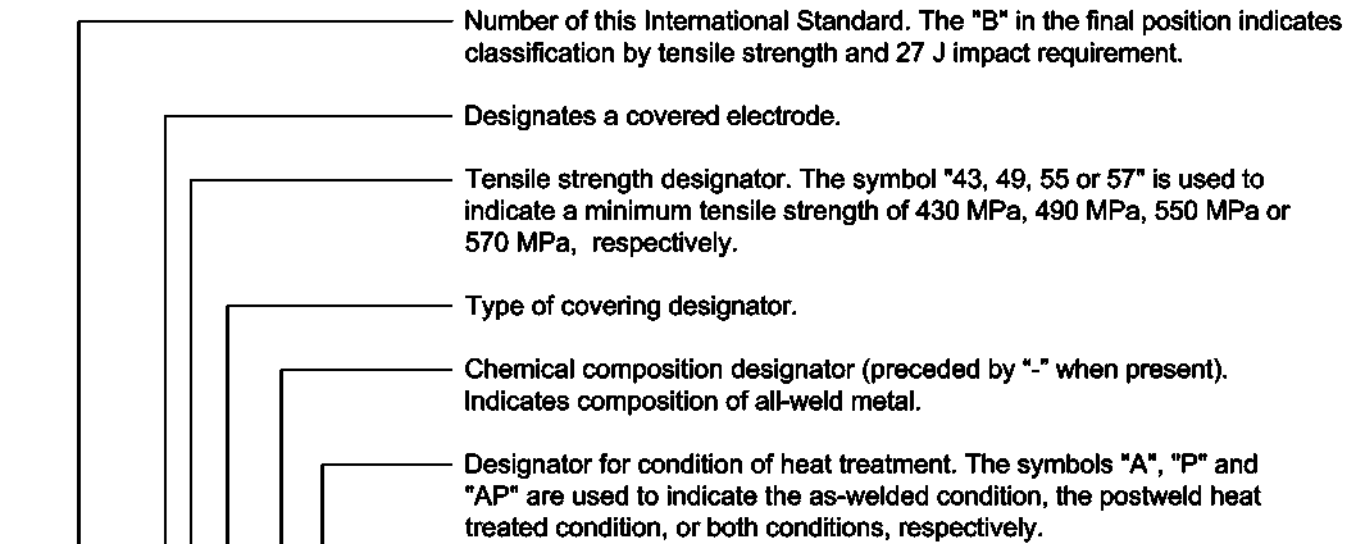 Number of this International Standard. The "B" in the final position indicates
classification by tensile strength and 27 J impact requirement.
Designates a covered electrode.
Tensile strength designator. The symbol "43, 49, 55 or 57" is used to
indicate a minimum tensile strength of 430 MPa, 490 MPa, 550 MPa or
570 MPa, respectively.
Type of covering designator.
Chemical composition designator (preceded by "-" when present).
Indicates composition of all-weld metal.
Designator for condition of heat treatment. The symbols "A", "P" and
"AP" are used to indicate the as-welded condition, the postweld heat
treated condition, or both conditions, respectively.